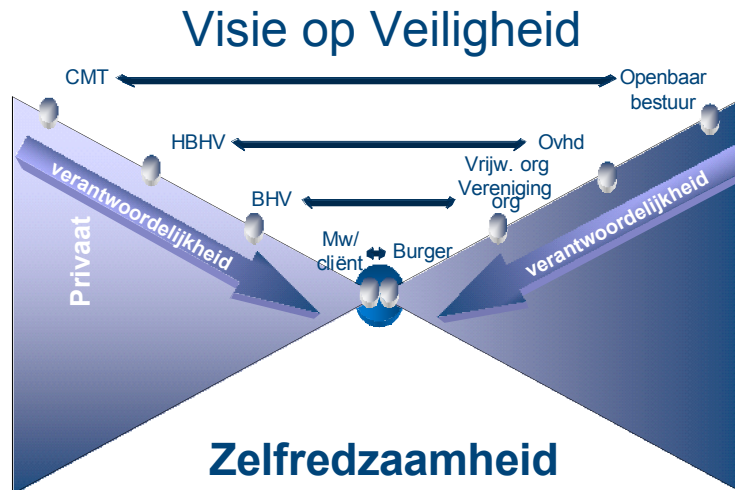 Visie op Veiligheid
CMT
Openbaar
bestuur
HBHV
Ovhd
Vrijw. org
Vereniging
org
BHV
verantwoordelijkheid
verantwoordelijkheid
Privaat
Mw/
cliënt
Burger
Zelfredzaamheid